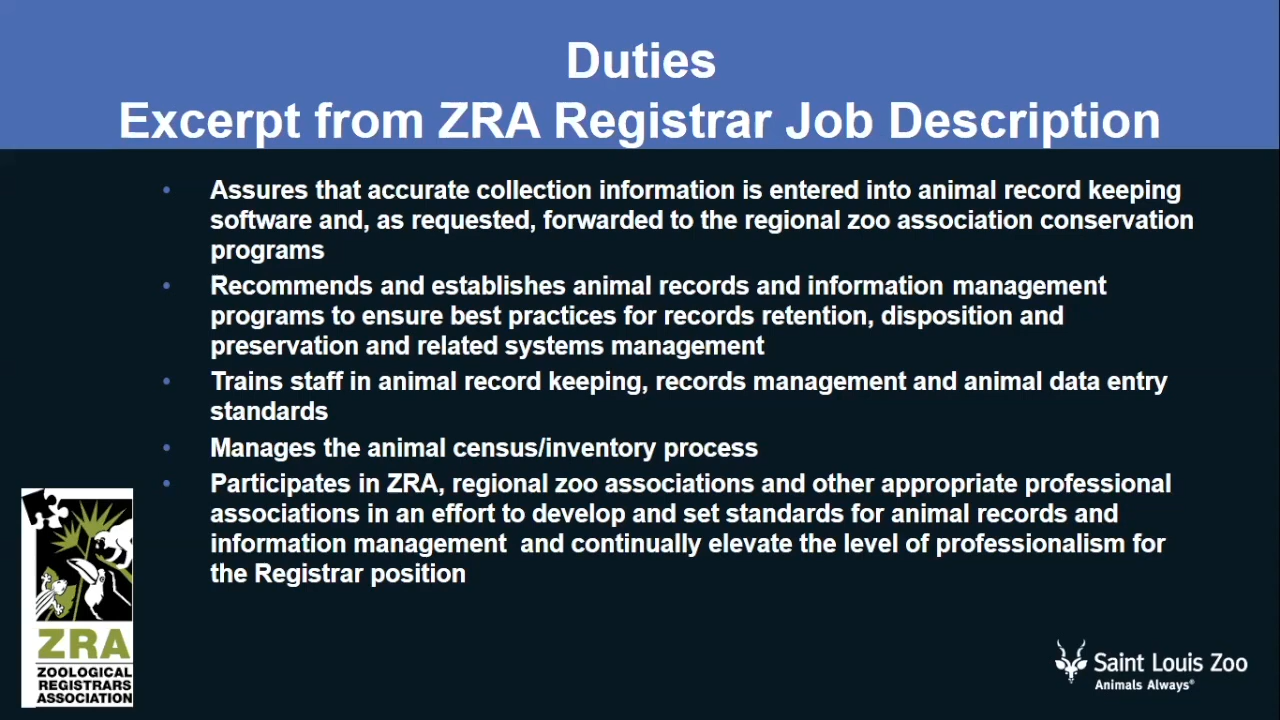 Duties
Excerpt from ZRA Registrar Job Description
• Assures that accurate collection information is entered into animal record keeping
software and, as requested, forwarded to the regional zoo association conservation
programs
• Recommends and establishes animal records and information management
programs to ensure best practices for records retention, disposition and
preservation and related systems management
• Trains staff in animal record keeping, records management and animal data entry
standards
• Manages the animal census/inventory process
• Participates in ZRA, regional zoo associations and other appropriate professional
associations in an effort to develop and set standards for animal records and
information management  and continually elevate the level of professionalism for
the Registrar position
ZRA
ZOOLOGICAL
REGISTRARS
ASSOCIATION
Saint Louis Zoo
Animals Always®